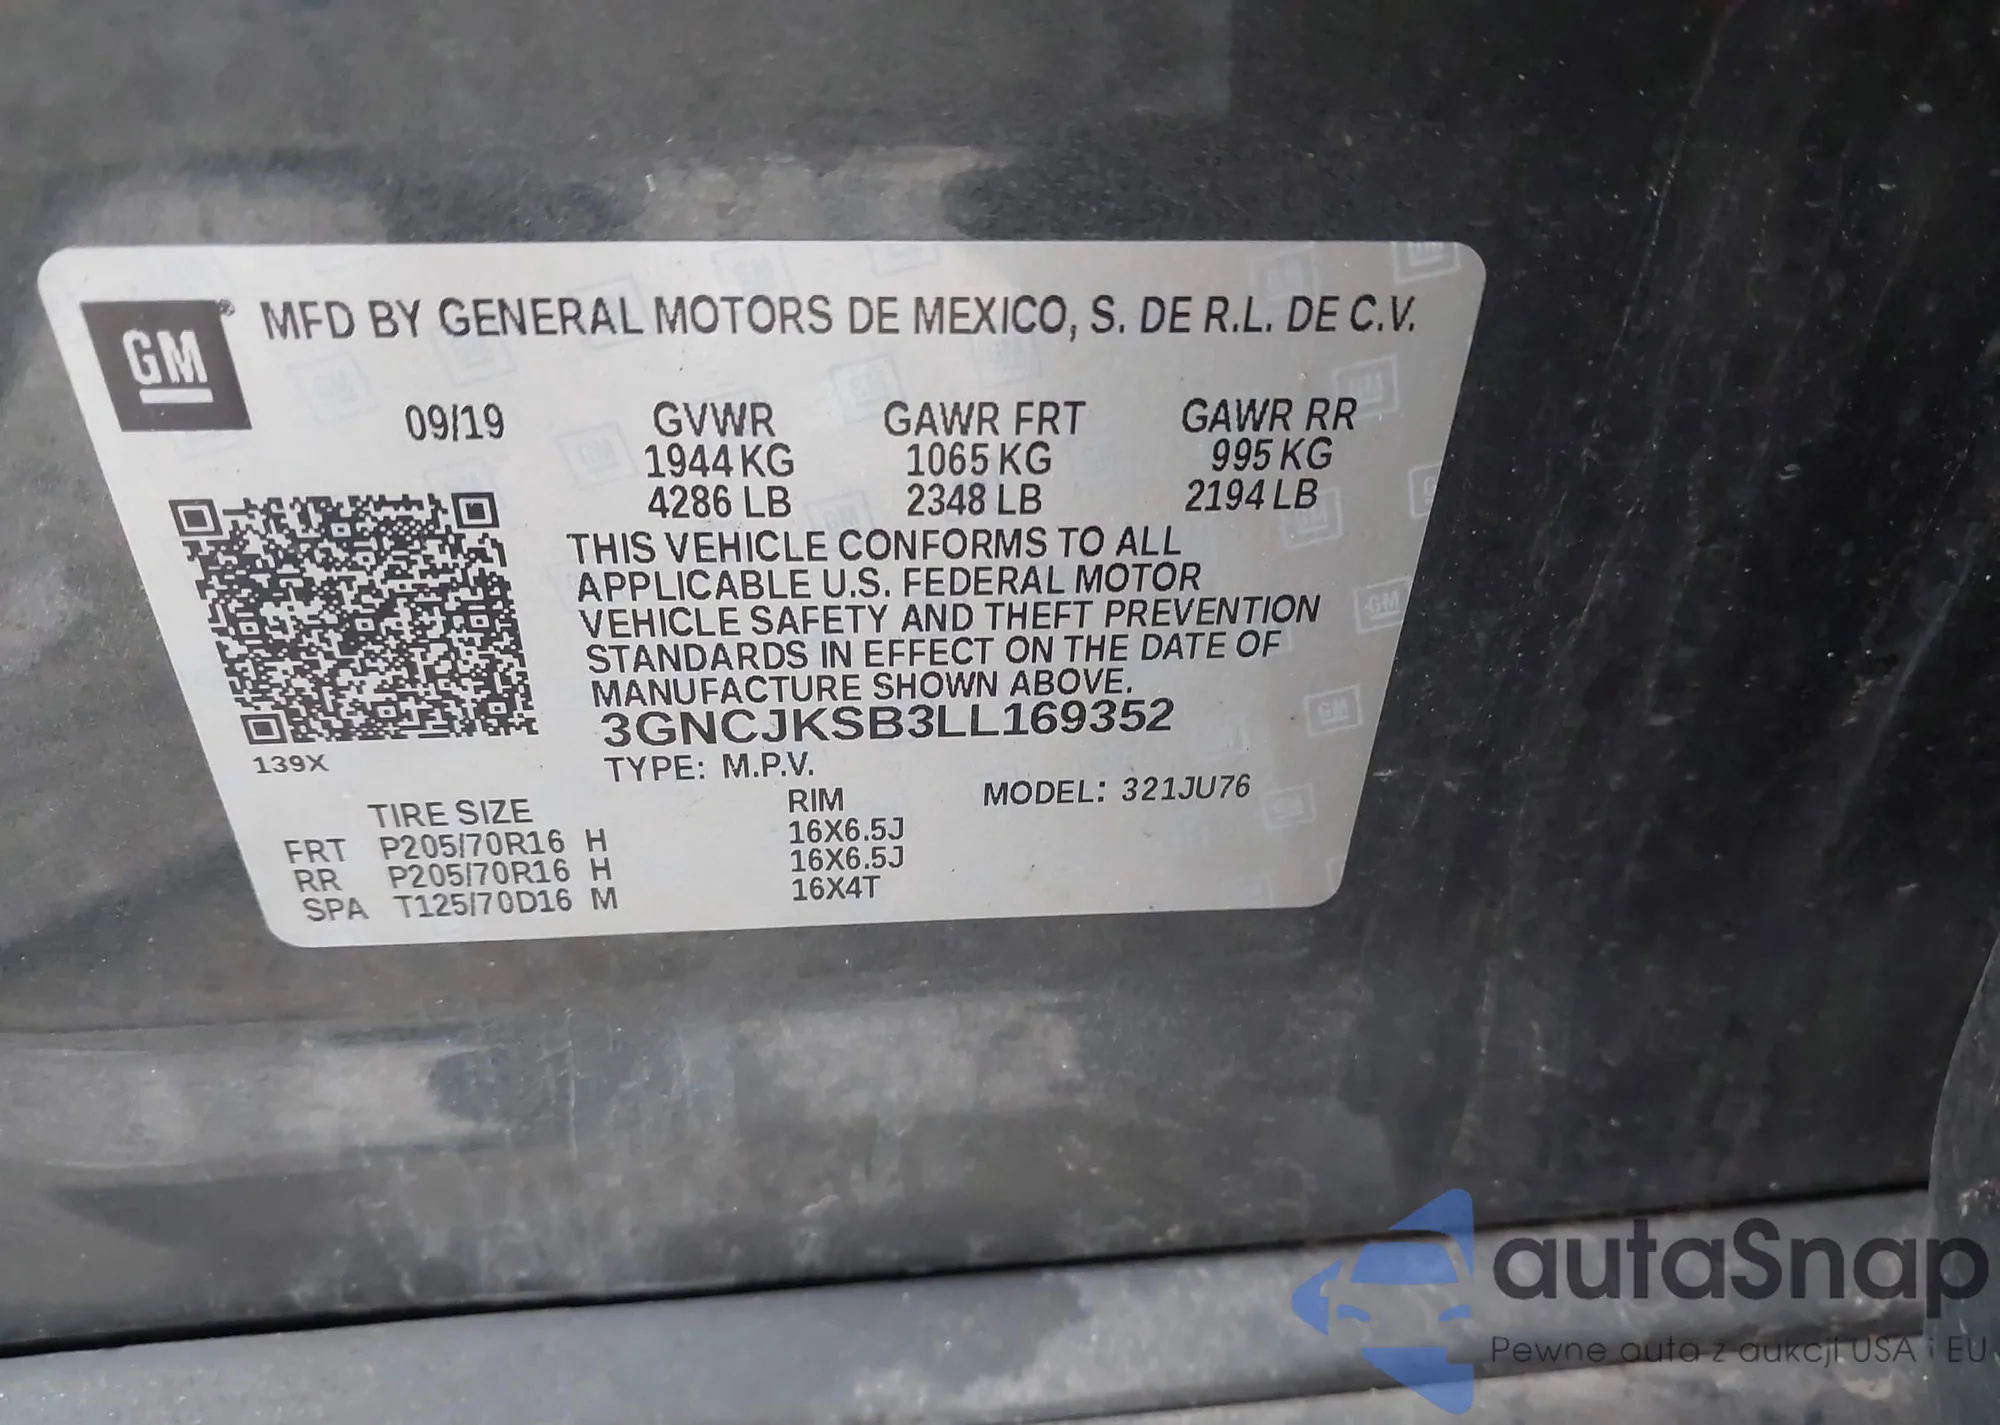 GM® MFD BY GENERAL MOTORS DE MEXICO, S. DE R.L. DE C.V.
09/19 GVWR GAWR FRT GAWR RR
1944 KG 1065 KG 995 KG
4286 LB 2348 LB 2194 LB
THIS VEHICLE CONFORMS TO ALL
APPLICABLE U.S. FEDERAL MOTOR
VEHICLE SAFETY AND THEFT PREVENTION
STANDARDS IN EFFECT ON THE DATE OF
MANUFACTURE SHOWN ABOVE.
3GNCJKSB3LL169352
139X TYPE: M.P.V.
TIRE SIZE RIM MODEL: 321JU76
FRT P205/70R16 H 16X6.5J
RR P205/70R16 H 16X6.5J
SPA T125/70D16 M 16X4T
autaSnap
Pewne auta z aukcji USA i EU